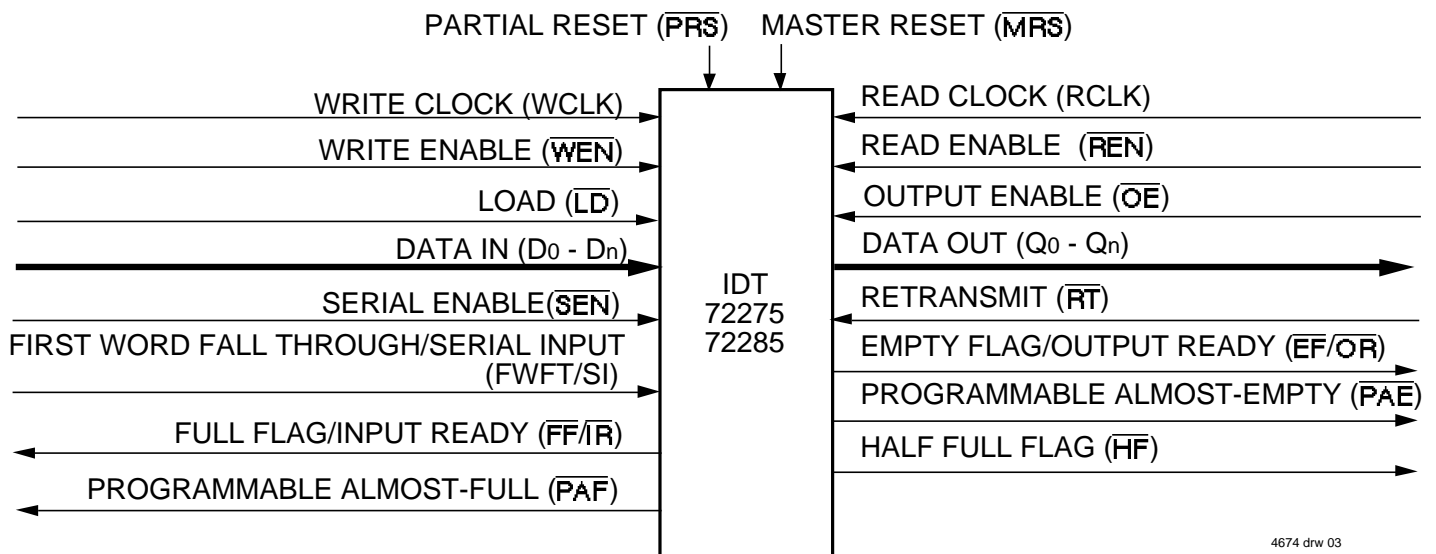 PARTIAL RESET (PRS)
MASTER RESET (MRS)
WRITE CLOCK (WCLK)
WRITE ENABLE (WEN)
LOAD (LD)
DATA IN (D0 - Dn)
SERIAL ENABLE(SEN)
FIRST WORD FALL THROUGH/SERIAL INPUT
(FWFT/SI)
FULL FLAG/INPUT READY (FF/IR)
PROGRAMMABLE ALMOST-FULL (PAF)
IDT
72275
72285
READ CLOCK (RCLK)
READ ENABLE (REN)
OUTPUT ENABLE (OE)
DATA OUT (Q0 - Qn)
RETRANSMIT (RT)
EMPTY FLAG/OUTPUT READY (EF/OR)
PROGRAMMABLE ALMOST-EMPTY (PAE)
HALF FULL FLAG (HF)
4674 drw 03